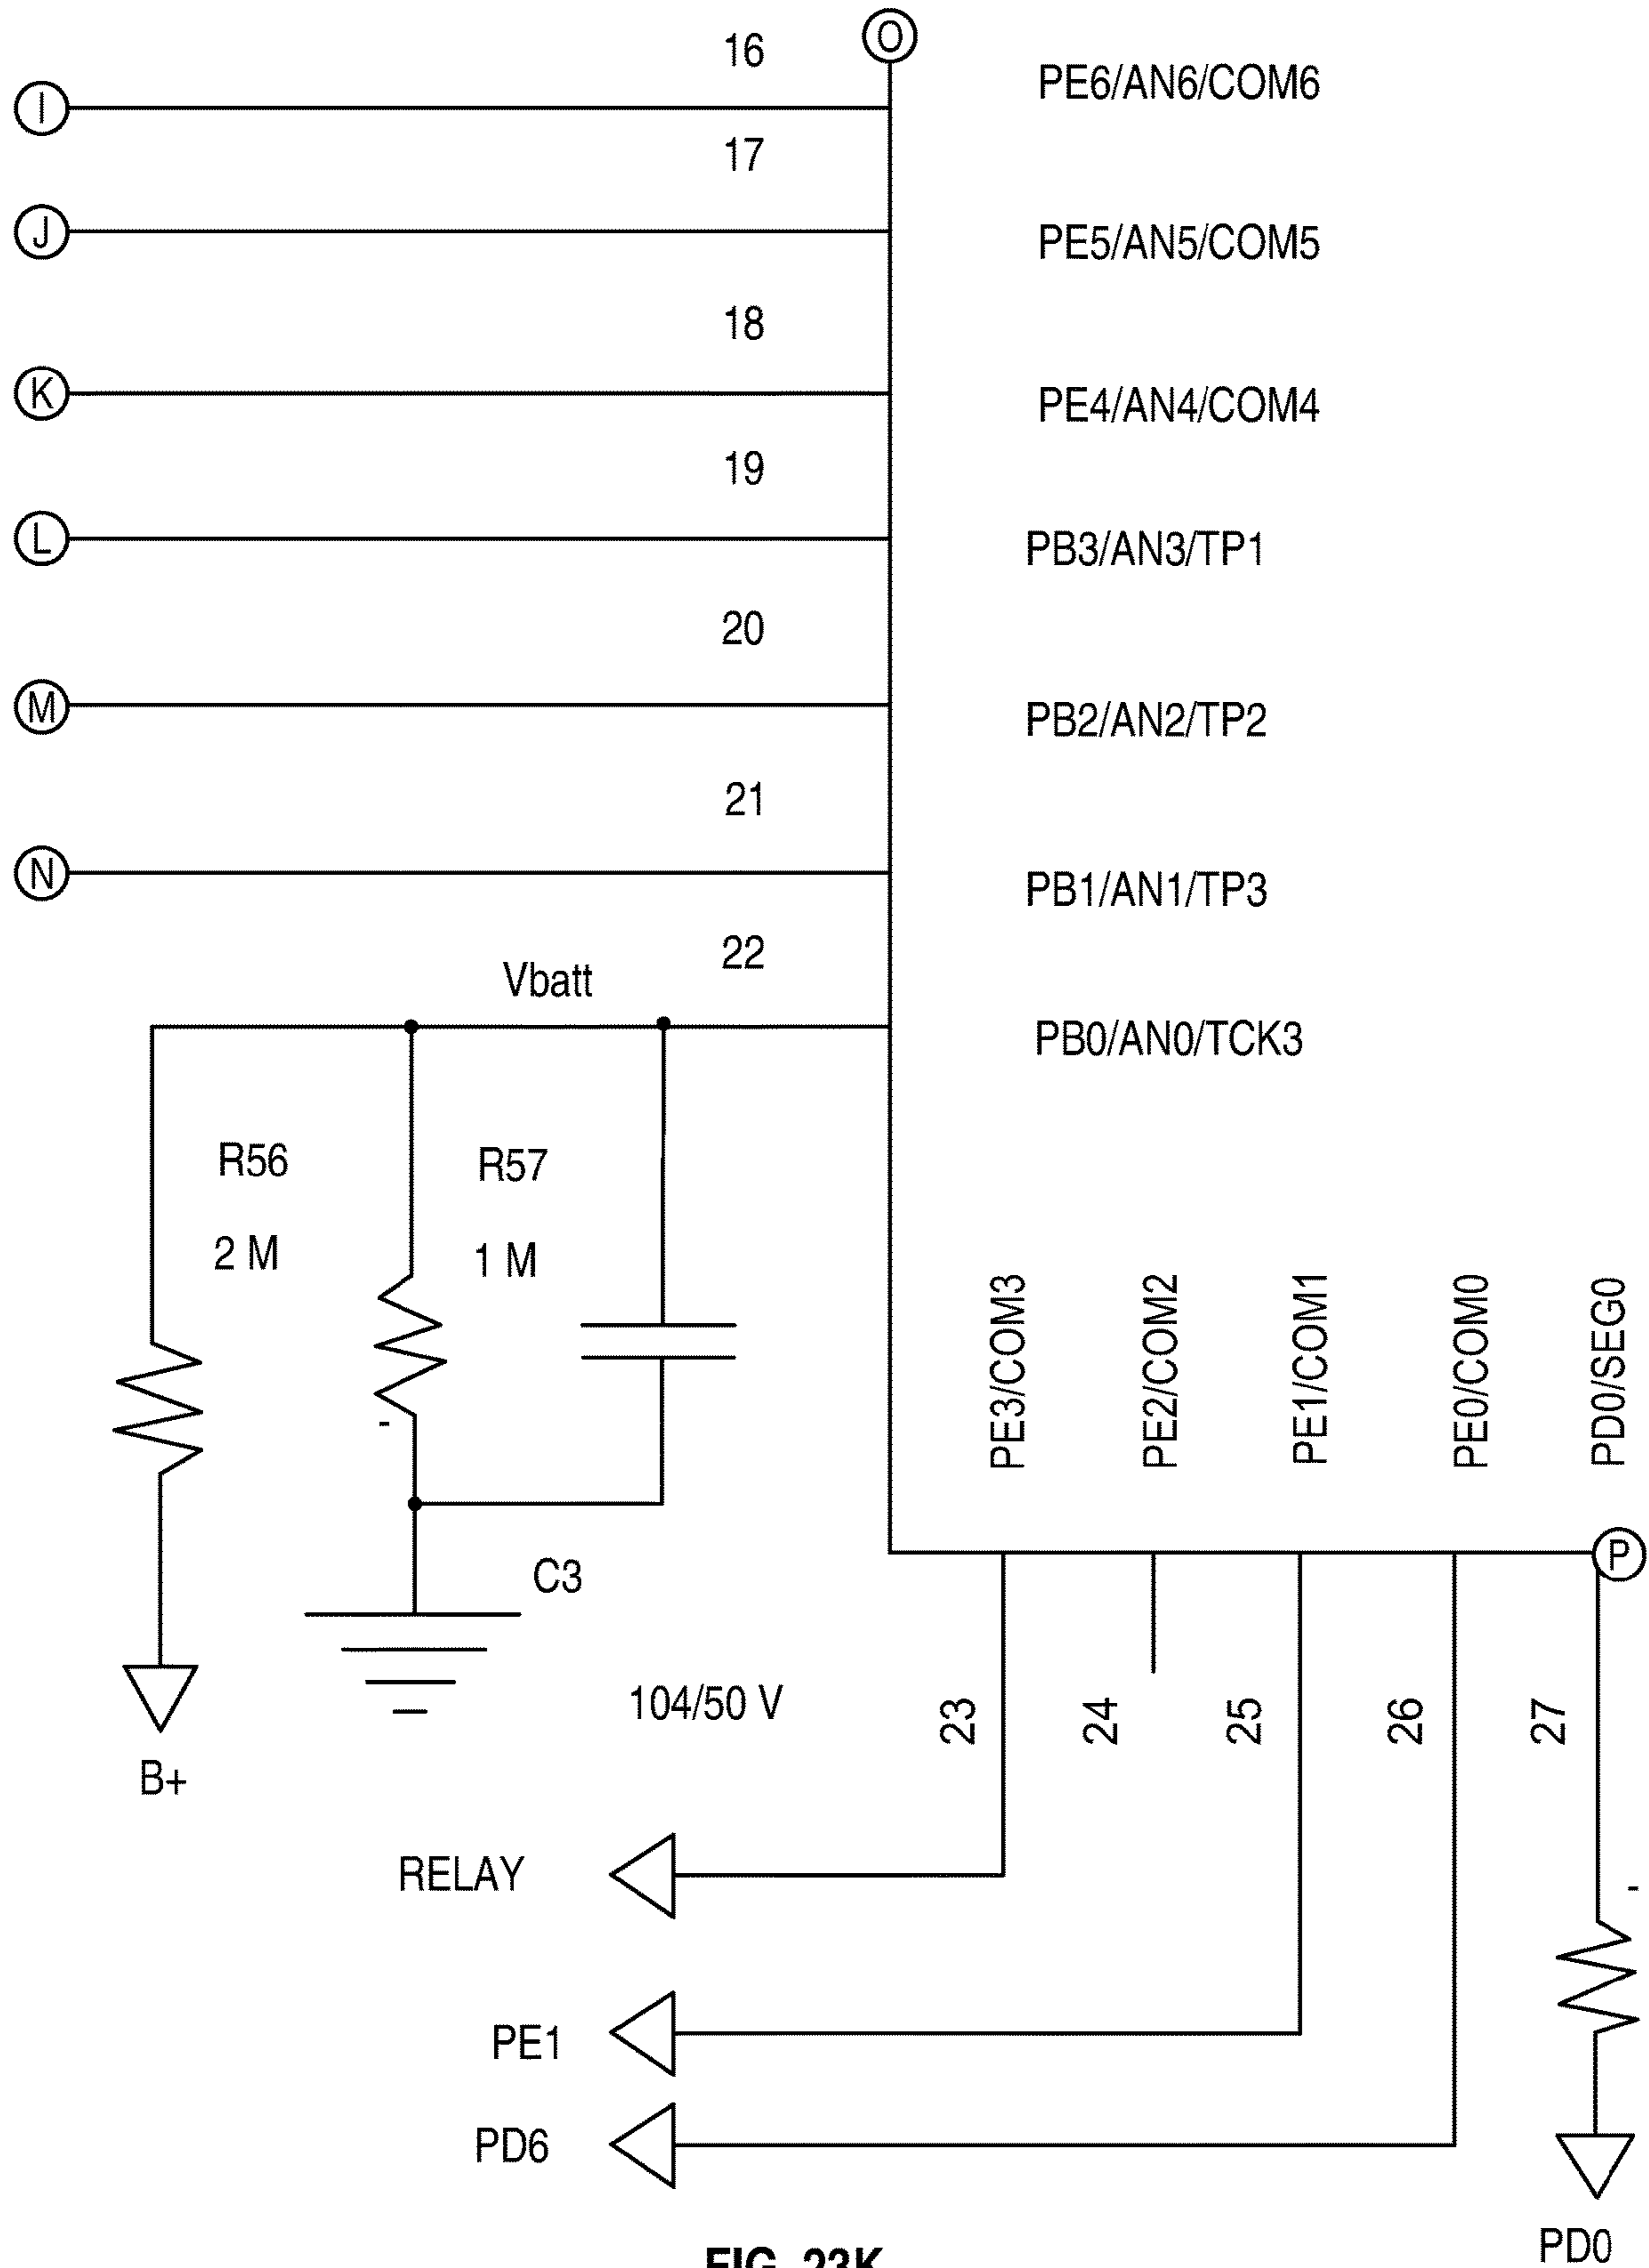 O
16
PE6/AN6/COM6
I
17
J
PE5/AN5/COM5
18
K
PE4/AN4/COM4
19
L
PB3/AN3/TP1
20
M
PB2/AN2/TP2
21
N
PB1/AN1/TP3
22
Vbatt
PB0/AN0/TCK3
R56
R57
2 M
1 M
PE3/COM3
PE2/COM2
PE1/COM1
PE0/COM0
PD0/SEG0
P
C3
104/50 V
23
24
25
26
27
B+
RELAY
PE1
PD6
PD0
FIG. 23K